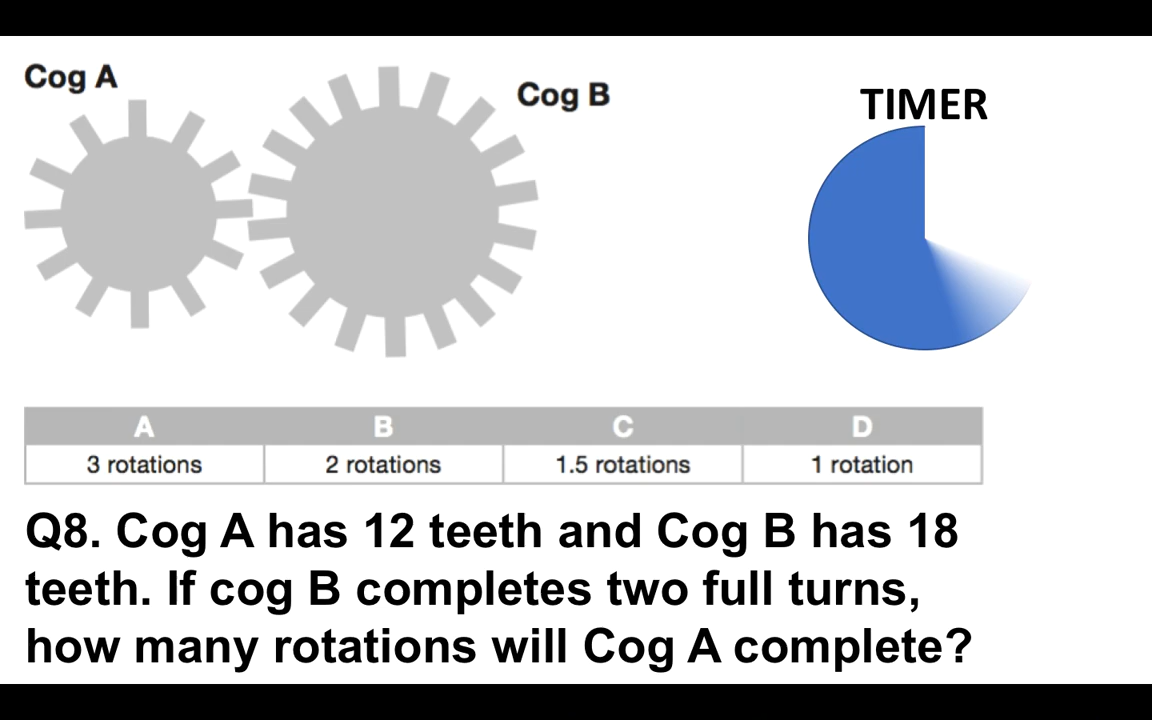 Cog A
Cog B
TIMER
A B C D
3 rotations 2 rotations 1.5 rotations 1 rotation
Q8. Cog A has 12 teeth and Cog B has 18
teeth. If cog B completes two full turns,
how many rotations will Cog A complete?